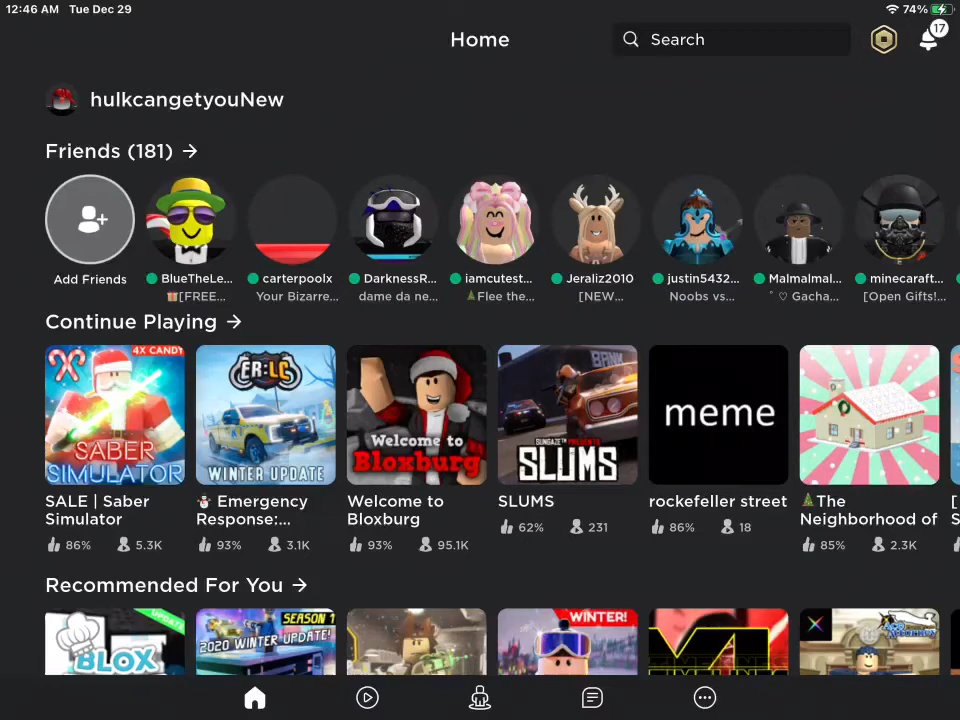 12:46 AM Tue Dec 29
74%
Home
Search
17
hulkcangetyouNew
Friends (181) →
Add Friends
BlueTheLe...
carterpoolx
DarknessR...
iamcutest...
Jeraliz2010
justin5432...
Malmalmal...
minecraft...
🎁[FREE...
Your Bizarre...
dame da ne...
🎄Flee the...
[NEW...
Noobs vs...
˚ ♡ Gacha...
[Open Gifts!...
Continue Playing →
4X CANDY
SABER
SIMULATOR
ER:LC
WINTER UPDATE
Welcome to
Bloxburg
BANK
SUNGAZE™ PRESENTS
SLUMS
meme
SALE | Saber
Simulator
⛄ Emergency
Response:...
Welcome to
Bloxburg
SLUMS
rockefeller street
🎄The
Neighborhood of
[
S
86% 5.3K
93% 3.1K
93% 95.1K
62% 231
86% 18
85% 2.3K
Recommended For You →
UPDATE
BLOX
SEASON 1
2020 WINTER UPDATE!
WINTER!